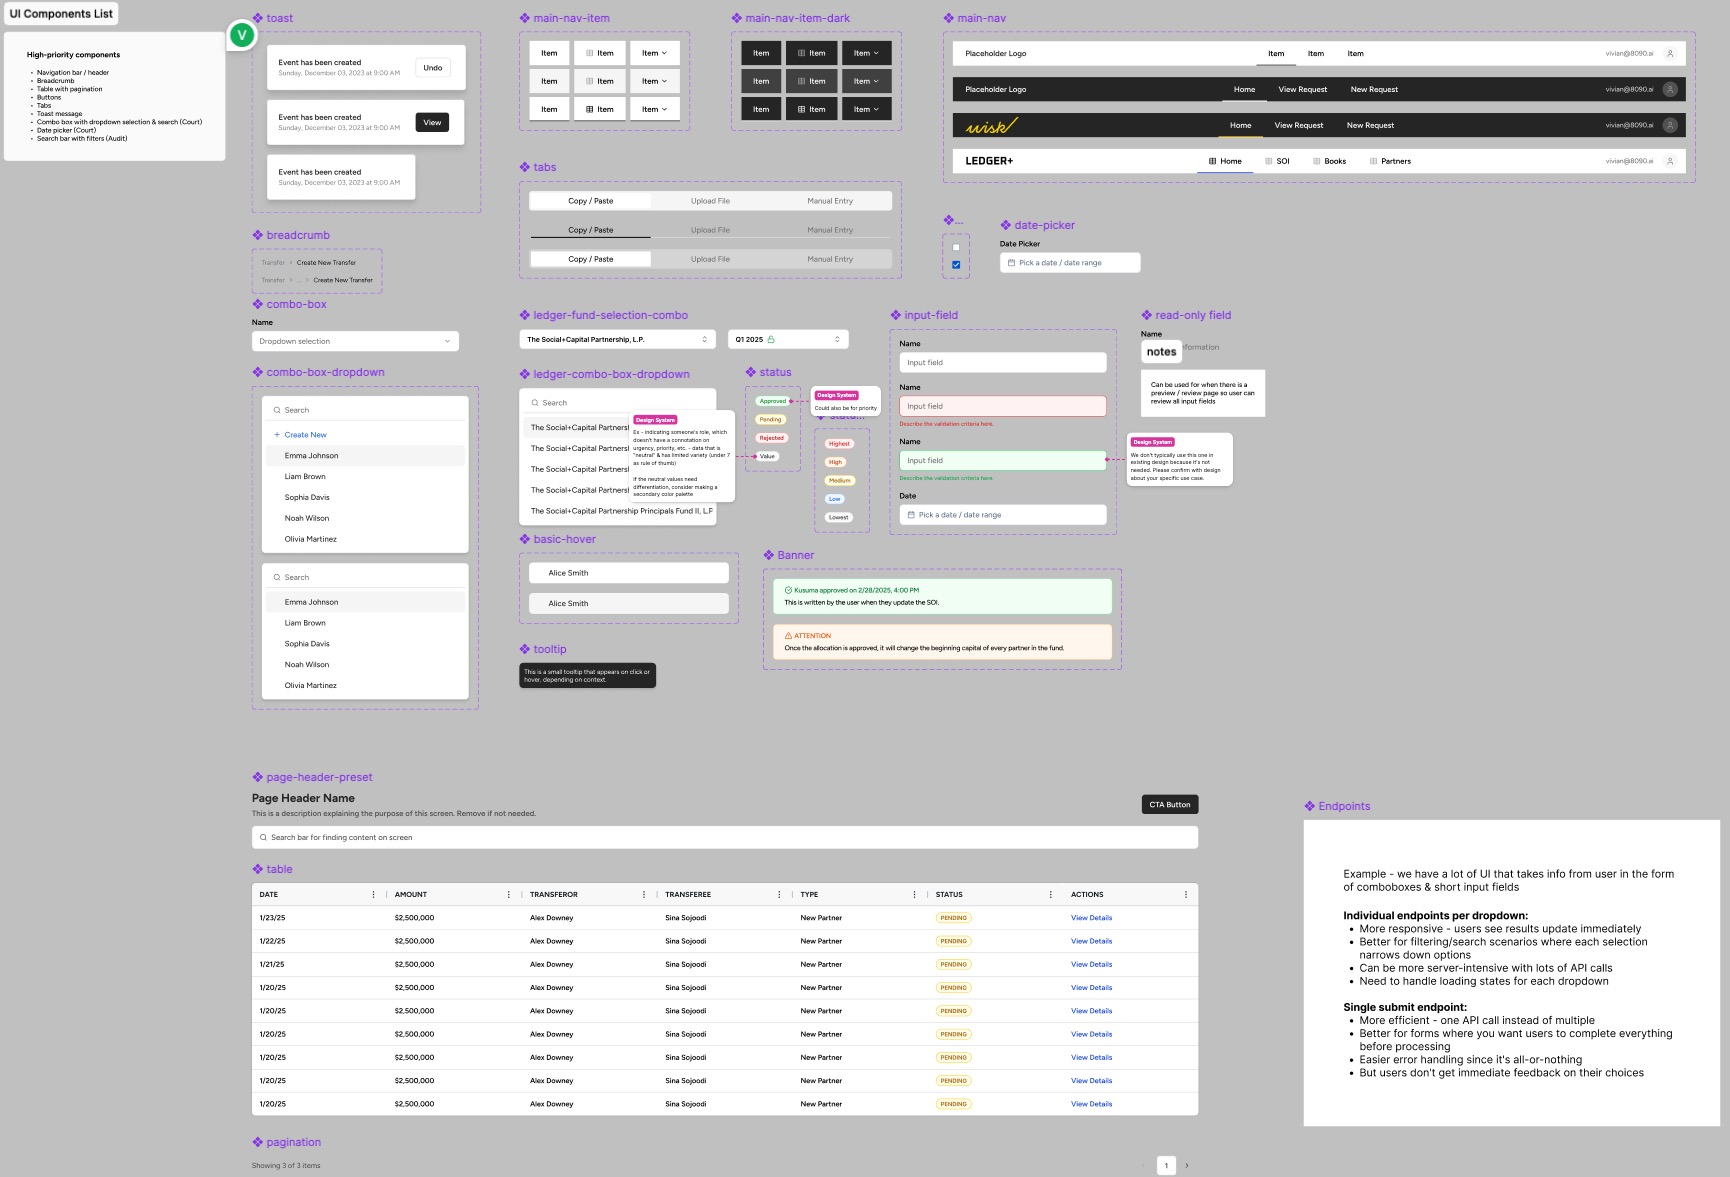 UI Components List
High-priority components
• Navigation bar / header
• Breadcrumb
• Table with pagination
• Buttons
• Tabs
• Toast message
• Combo box with dropdown selection & search (Court)
• Date picker (Court)
• Search bar with filters (Audit)
V
toast
Event has been created
Sunday, December 03, 2023 at 9:00 AM
Undo
Event has been created
Sunday, December 03, 2023 at 9:00 AM
View
Event has been created
Sunday, December 03, 2023 at 9:00 AM
main-nav-item
Item Item Item
Item Item Item
Item Item Item
main-nav-item-dark
Item Item Item
Item Item Item
Item Item Item
main-nav
Placeholder Logo Item Item Item vivian@8090.ai
Placeholder Logo Home View Request New Request vivian@8090.ai
wisk Home View Request New Request vivian@8090.ai
LEDGER+ Home SOI Books Partners vivian@8090.ai
tabs
Copy / Paste Upload File Manual Entry
Copy / Paste Upload File Manual Entry
Copy / Paste Upload File Manual Entry
...
date-picker
Date Picker
Pick a date / date range
breadcrumb
Transfer > Create New Transfer
Transfer > ... > Create New Transfer
combo-box
Name
Dropdown selection
combo-box-dropdown
Search
+ Create New
Emma Johnson
Liam Brown
Sophia Davis
Noah Wilson
Olivia Martinez
Search
Emma Johnson
Liam Brown
Sophia Davis
Noah Wilson
Olivia Martinez
ledger-fund-selection-combo
The Social+Capital Partnership, L.P.
Q1 2025
ledger-combo-box-dropdown
Search
The Social+Capital Partners
The Social+Capital Partners
The Social+Capital Partners
The Social+Capital Partners
The Social+Capital Partnership Principals Fund II, L.P
Design System
Ex - indicating someone's role, which
doesn't have a connotation on
urgency, priority, etc. - data that is
"neutral" & has limited variety (under 7
as rule of thumb)
If the neutral values need
differentiation, consider making a
secondary color palette
status
Approved
Pending
Rejected
Value
Design System
Could also be for priority
Highest
High
Medium
Low
Lowest
input-field
Name
Input field
Name
Input field
Describe the validation criteria here.
Name
Input field
Describe the validation criteria here.
Date
Pick a date / date range
read-only field
Name
formation
notes
Can be used for when there is a
preview / review page so user can
review all input fields
Design System
We don't typically use this one in
existing design because it's not
needed. Please confirm with design
about your specific use case.
basic-hover
Alice Smith
Alice Smith
tooltip
This is a small tooltip that appears on click or
hover, depending on context.
Banner
Kusuma approved on 2/28/2025, 4:00 PM
This is written by the user when they update the SOI.
ATTENTION
Once the allocation is approved, it will change the beginning capital of every partner in the fund.
page-header-preset
Page Header Name
This is a description explaining the purpose of this screen. Remove if not needed.
CTA Button
Search bar for finding content on screen
table
DATE AMOUNT TRANSFEROR TRANSFEREE TYPE STATUS ACTIONS
1/23/25 $2,500,000 Alex Downey Sina Sojoodi New Partner PENDING View Details
1/22/25 $2,500,000 Alex Downey Sina Sojoodi New Partner PENDING View Details
1/21/25 $2,500,000 Alex Downey Sina Sojoodi New Partner PENDING View Details
1/20/25 $2,500,000 Alex Downey Sina Sojoodi New Partner PENDING View Details
1/20/25 $2,500,000 Alex Downey Sina Sojoodi New Partner PENDING View Details
1/20/25 $2,500,000 Alex Downey Sina Sojoodi New Partner PENDING View Details
1/20/25 $2,500,000 Alex Downey Sina Sojoodi New Partner PENDING View Details
1/20/25 $2,500,000 Alex Downey Sina Sojoodi New Partner PENDING View Details
1/20/25 $2,500,000 Alex Downey Sina Sojoodi New Partner PENDING View Details
pagination
Showing 3 of 3 items
1
Endpoints
Example - we have a lot of UI that takes info from user in the form
of comboboxes & short input fields
Individual endpoints per dropdown:
• More responsive - users see results update immediately
• Better for filtering/search scenarios where each selection
narrows down options
• Can be more server-intensive with lots of API calls
• Need to handle loading states for each dropdown
Single submit endpoint:
• More efficient - one API call instead of multiple
• Better for forms where you want users to complete everything
before processing
• Easier error handling since it's all-or-nothing
• But users don't get immediate feedback on their choices